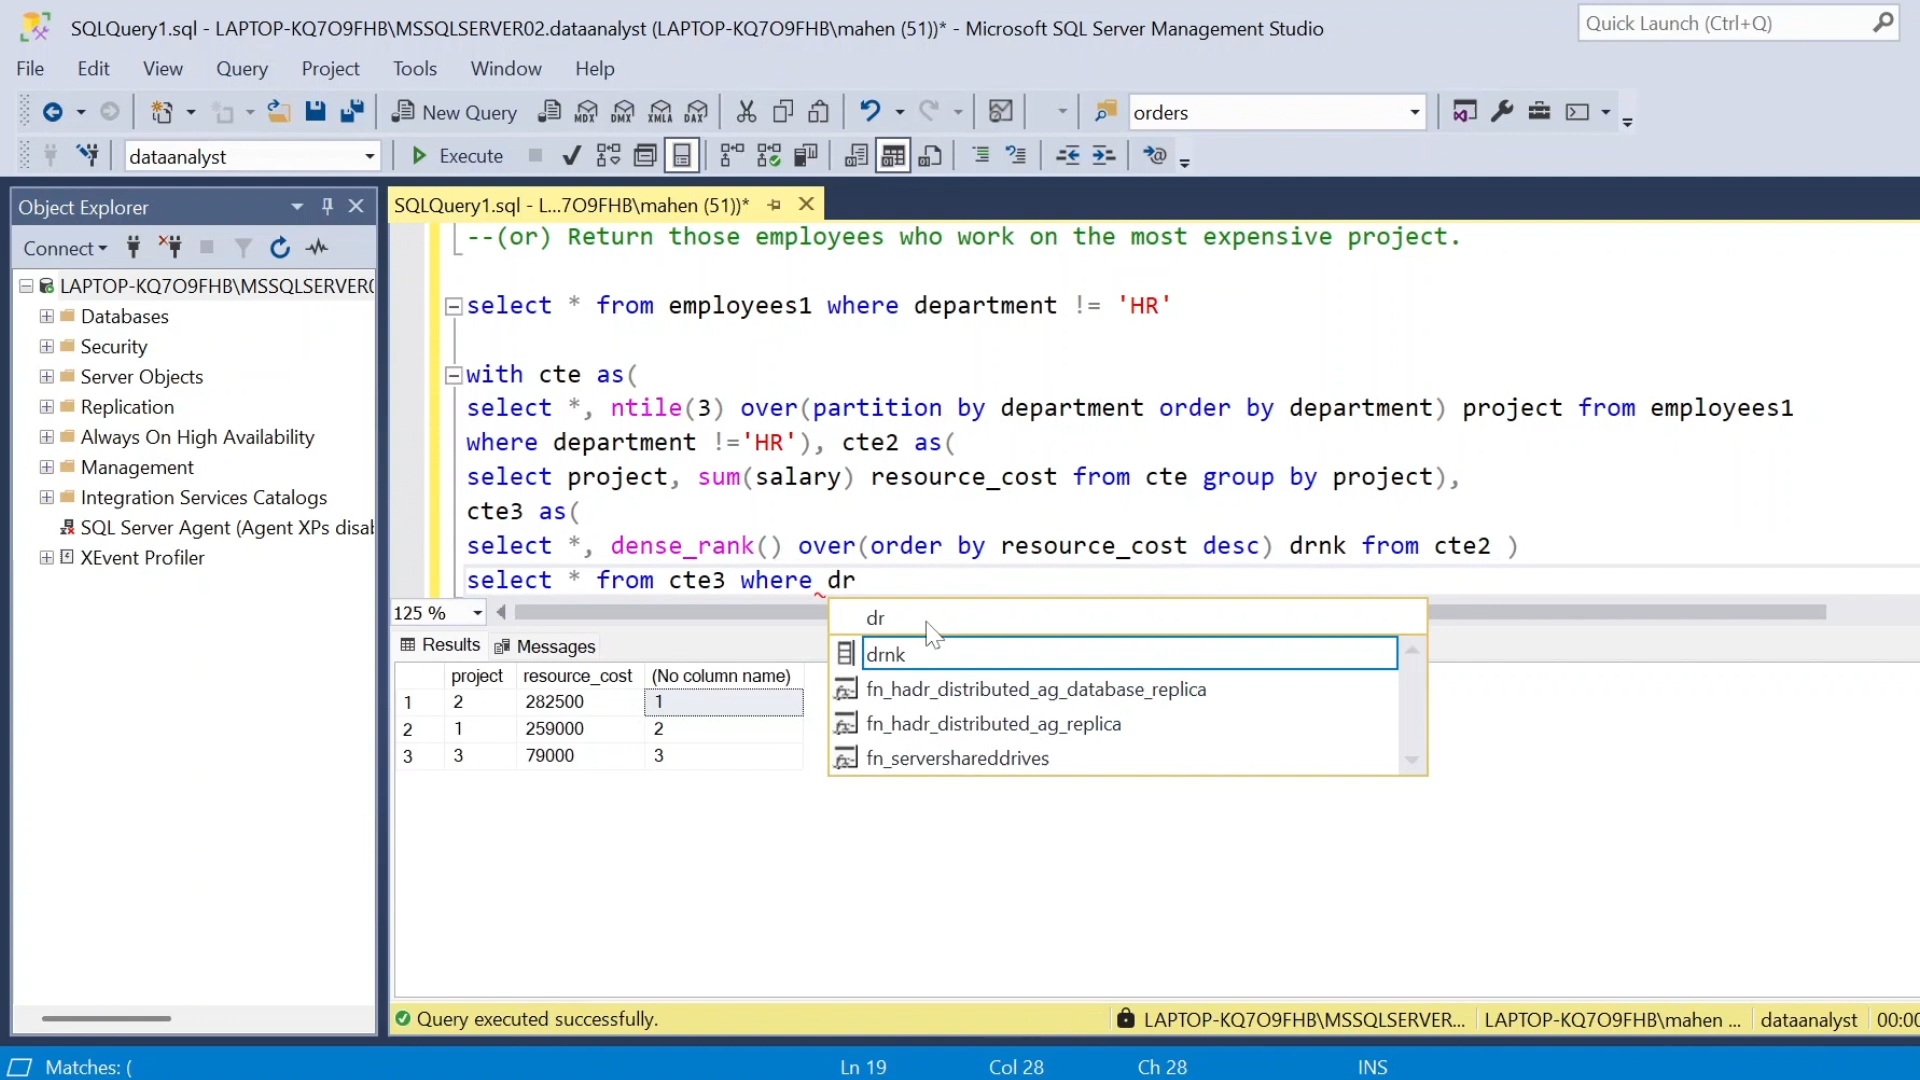 SQLQuery1.sql - LAPTOP-KQ7O9FHB\MSSQLSERVER02.dataanalyst (LAPTOP-KQ7O9FHB\mahen (51))* - Microsoft SQL Server Management Studio
Quick Launch (Ctrl+Q)
File Edit View Query Project Tools Window Help
New Query MDX DMX XMLA DAX orders
dataanalyst Execute
Object Explorer
SQLQuery1.sql - L...7O9FHB\mahen (51))*
Connect
LAPTOP-KQ7O9FHB\MSSQLSERVER0
Databases
Security
Server Objects
Replication
Always On High Availability
Management
Integration Services Catalogs
SQL Server Agent (Agent XPs disab
XEvent Profiler
--(or) Return those employees who work on the most expensive project.
select * from employees1 where department != 'HR'
with cte as(
select *, ntile(3) over(partition by department order by department) project from employees1
where department !='HR'), cte2 as(
select project, sum(salary) resource_cost from cte group by project),
cte3 as(
select *, dense_rank() over(order by resource_cost desc) drnk from cte2 )
select * from cte3 where dr
125 %
dr
drnk
fn_hadr_distributed_ag_database_replica
fn_hadr_distributed_ag_replica
fn_servershareddrives
Results Messages
project resource_cost (No column name)
1 2 282500 1
2 1 259000 2
3 3 79000 3
Query executed successfully.
LAPTOP-KQ7O9FHB\MSSQLSERVER... LAPTOP-KQ7O9FHB\mahen ... dataanalyst 00:00
Matches: (
Ln 19 Col 28 Ch 28 INS